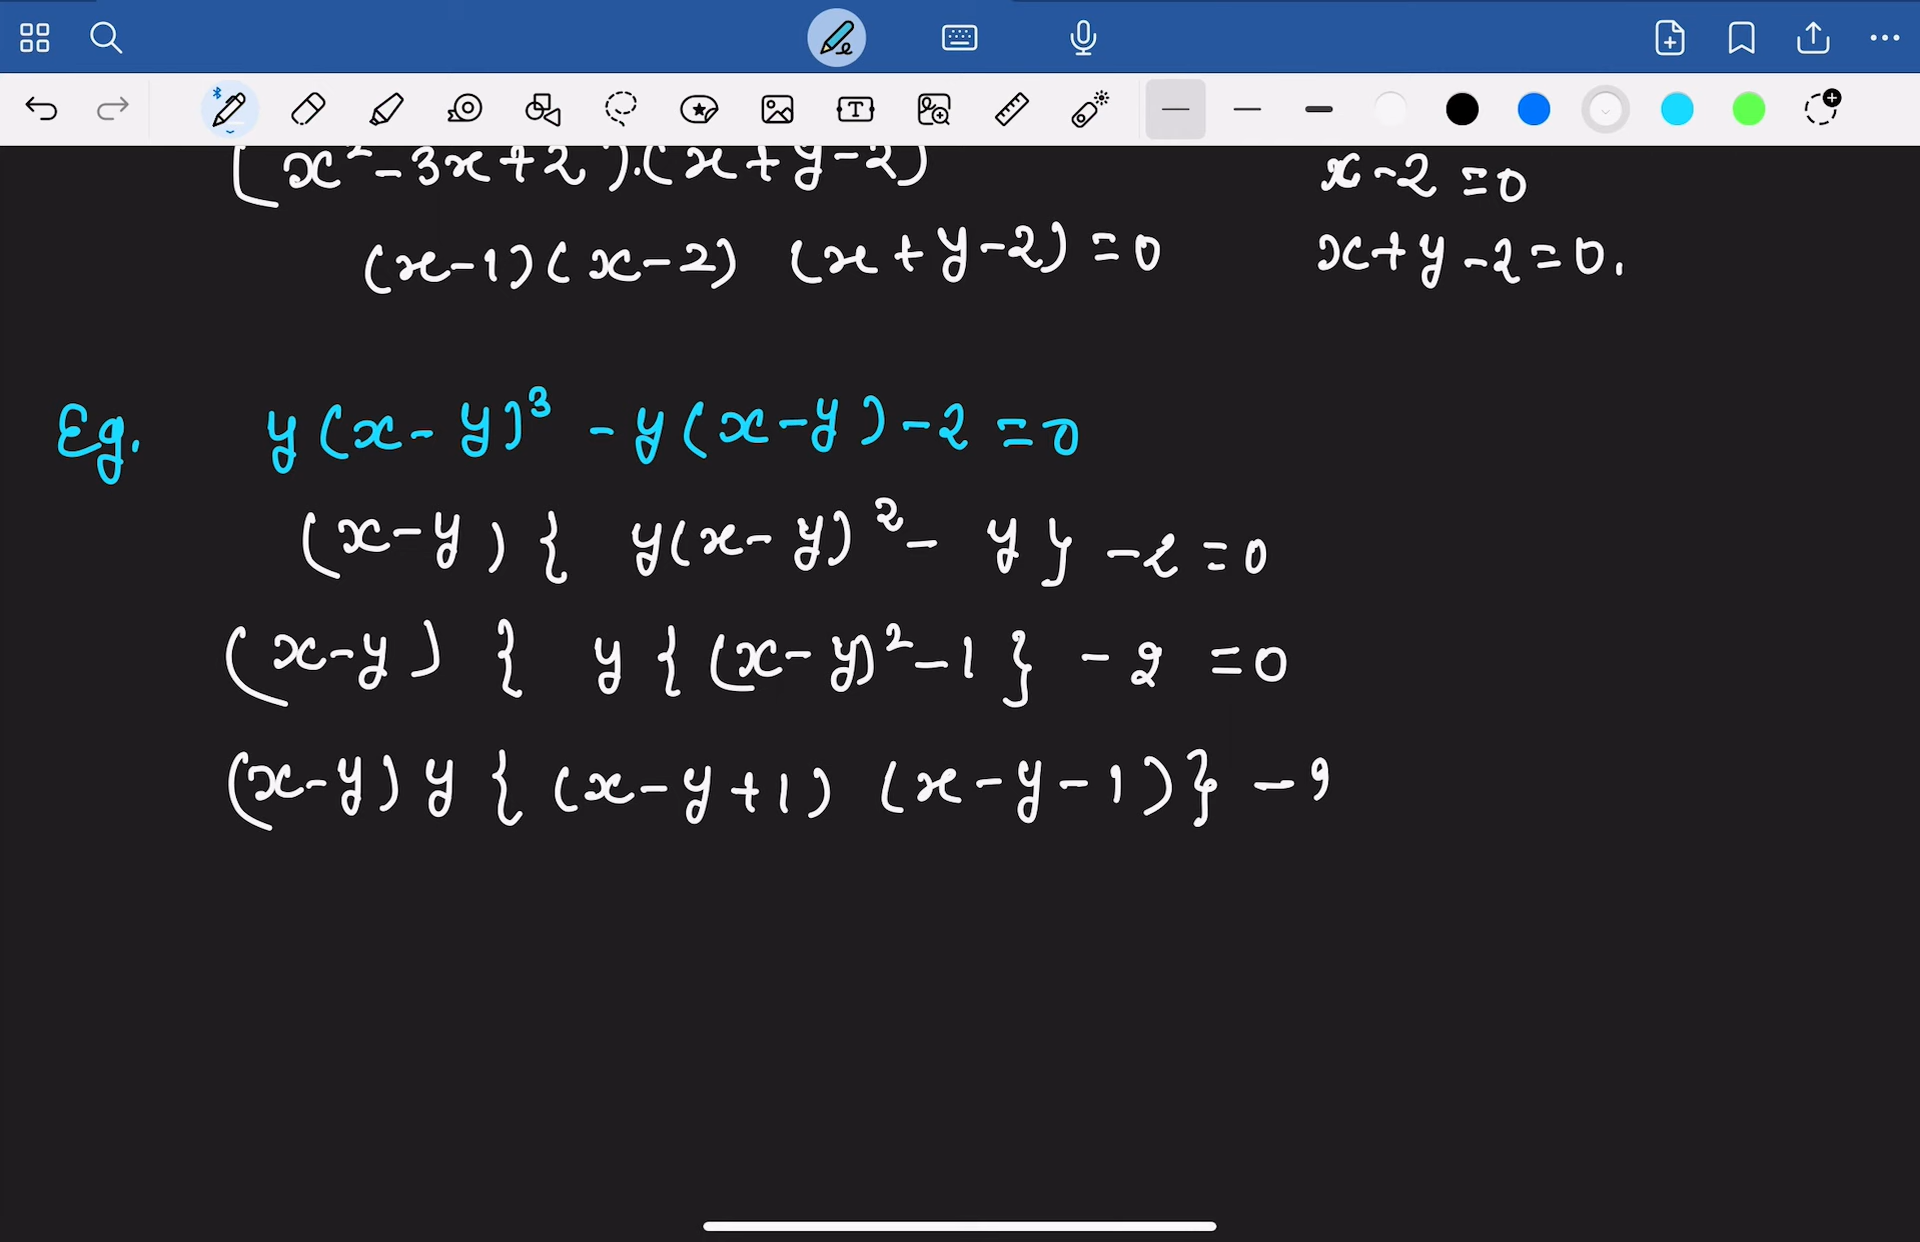 (x²-3x+2).(x+y-2)
x-2=0
(x-1)(x-2) (x+y-2)=0
x+y-2=0.
Eg. y(x-y)³ -y(x-y)-2=0
(x-y){ y(x-y)²- y} -2=0
(x-y) { y{(x-y)²-1} -2 =0
(x-y)y{(x-y+1) (x-y-1)} -